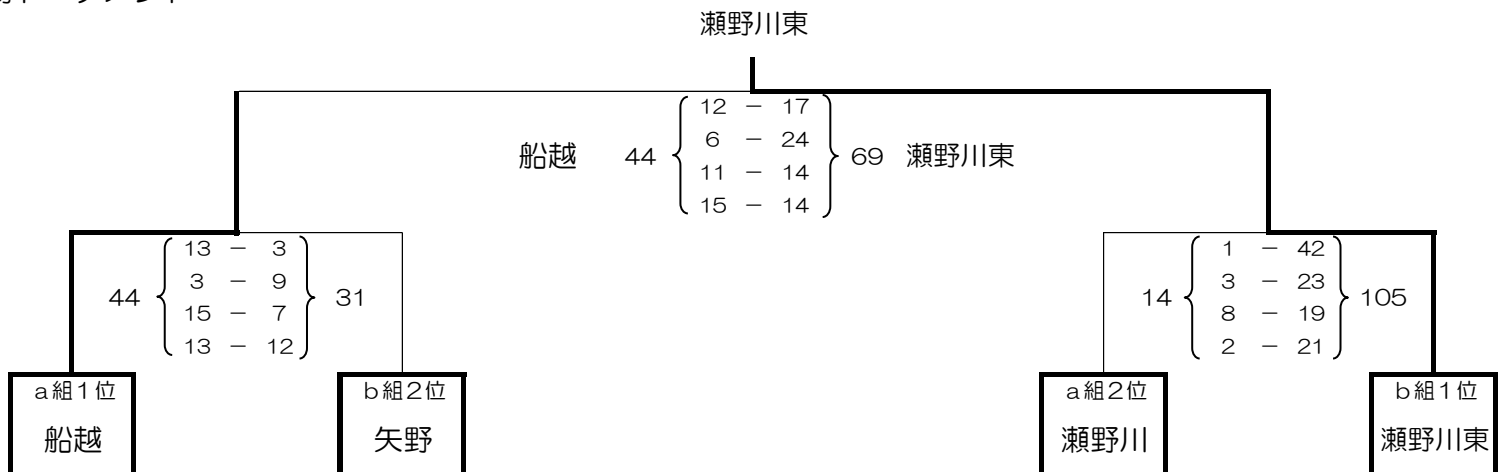 瀬野川東
12 － 17
船越 44 6 － 24 69 瀬野川東
11 － 14
15 － 14
13 － 3
44 3 － 9 31
15 － 7
13 － 12
1 － 42
14 3 － 23 105
8 － 19
2 － 21
a組1位
船越
b組2位
矢野
a組2位
瀬野川
b組1位
瀬野川東